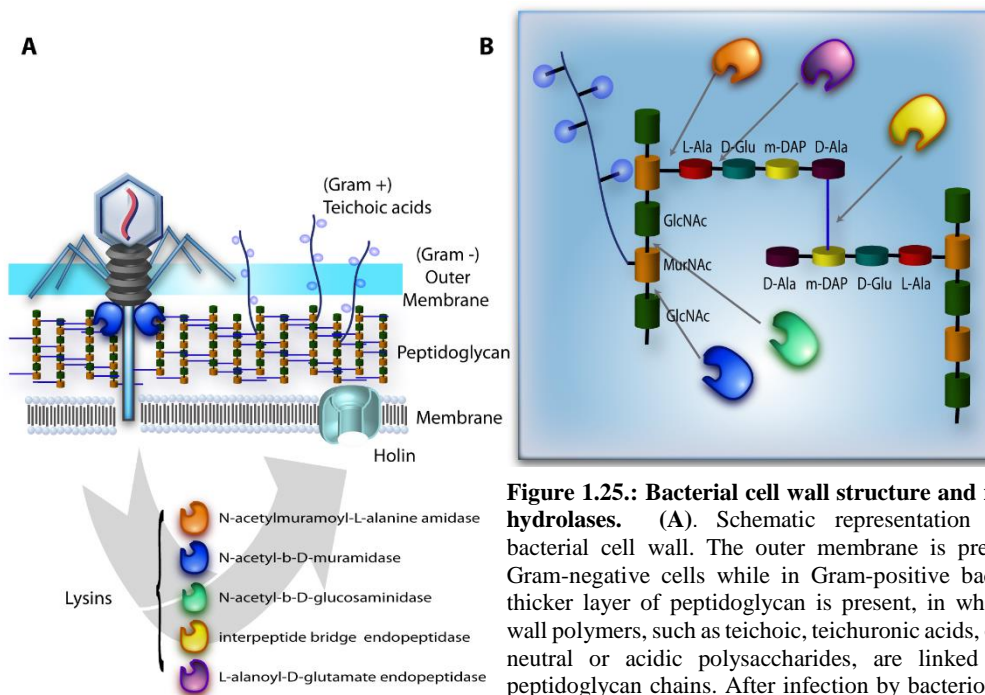 A
(Gram +)
Teichoic acids
(Gram -)
Outer
Membrane
Peptidoglycan
Membrane
Holin
Lysins
N-acetylmuramoyl-L-alanine amidase
N-acetyl-b-D-muramidase
N-acetyl-b-D-glucosaminidase
interpeptide bridge endopeptidase
L-alanoyl-D-glutamate endopeptidase
B
L-Ala D-Glu m-DAP D-Ala
GlcNAc
MurNAc
D-Ala m-DAP D-Glu L-Ala
GlcNAc
Figure 1.25.: Bacterial cell wall structure and
hydrolases. (A). Schematic representation
bacterial cell wall. The outer membrane is
Gram-negative cells while in Gram-positive
thicker layer of peptidoglycan is present, in
wall polymers, such as teichoic, teichuronic acids,
neutral or acidic polysaccharides, are linked
peptidoglycan chains. After infection by